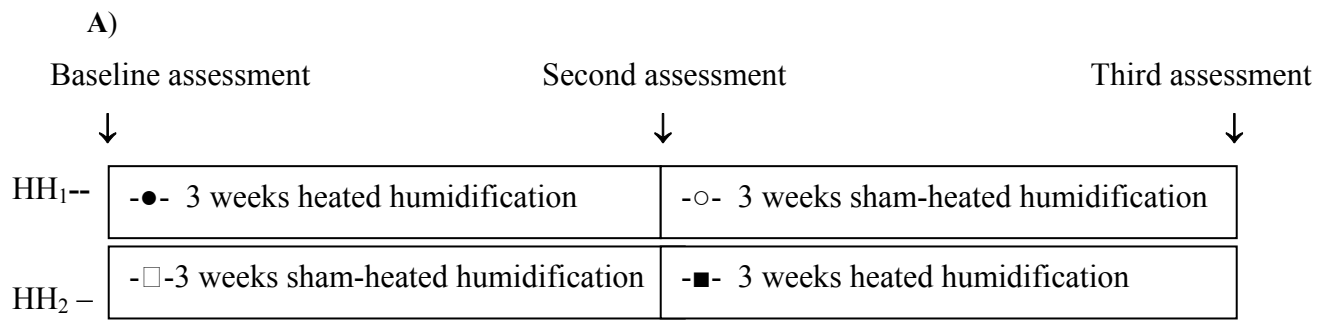 A)
Baseline assessment Second assessment Third assessment
↓ ↓ ↓
HH₁-- -●- 3 weeks heated humidification -○- 3 weeks sham-heated humidification
HH₂ – -□-3 weeks sham-heated humidification -■- 3 weeks heated humidification